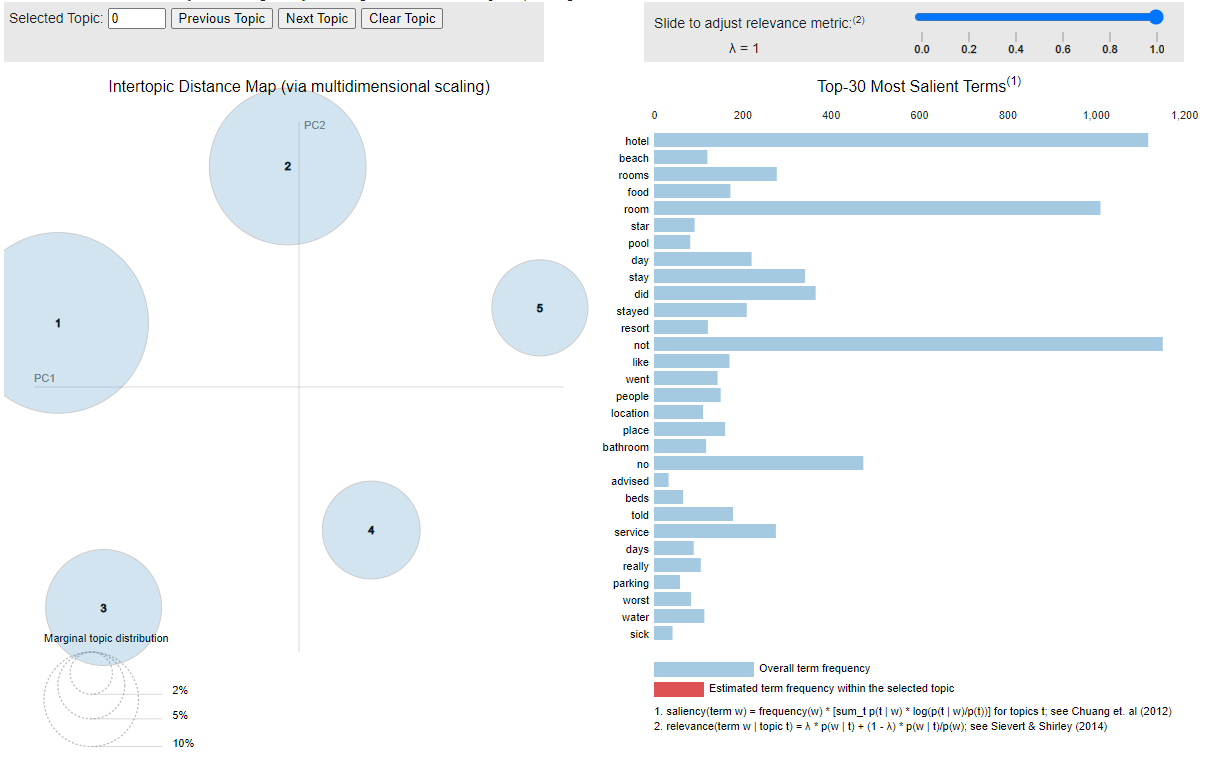 Selected Topic: 0 Previous Topic Next Topic Clear Topic
Slide to adjust relevance metric:(2)
λ = 1
0.0 0.2 0.4 0.6 0.8 1.0
Intertopic Distance Map (via multidimensional scaling)
PC2
PC1
1
2
3
4
5
Marginal topic distribution
2%
5%
10%
Top-30 Most Salient Terms(1)
0 200 400 600 800 1,000 1,200
hotel
beach
rooms
food
room
star
pool
day
stay
did
stayed
resort
not
like
went
people
location
place
bathroom
no
advised
beds
told
service
days
really
parking
worst
water
sick
Overall term frequency
Estimated term frequency within the selected topic
1. saliency(term w) = frequency(w) * [sum_t p(t | w) * log(p(t | w)/p(t))] for topics t; see Chuang et. al (2012)
2. relevance(term w | topic t) = λ * p(w | t) + (1 - λ) * p(w | t)/p(w); see Sievert & Shirley (2014)